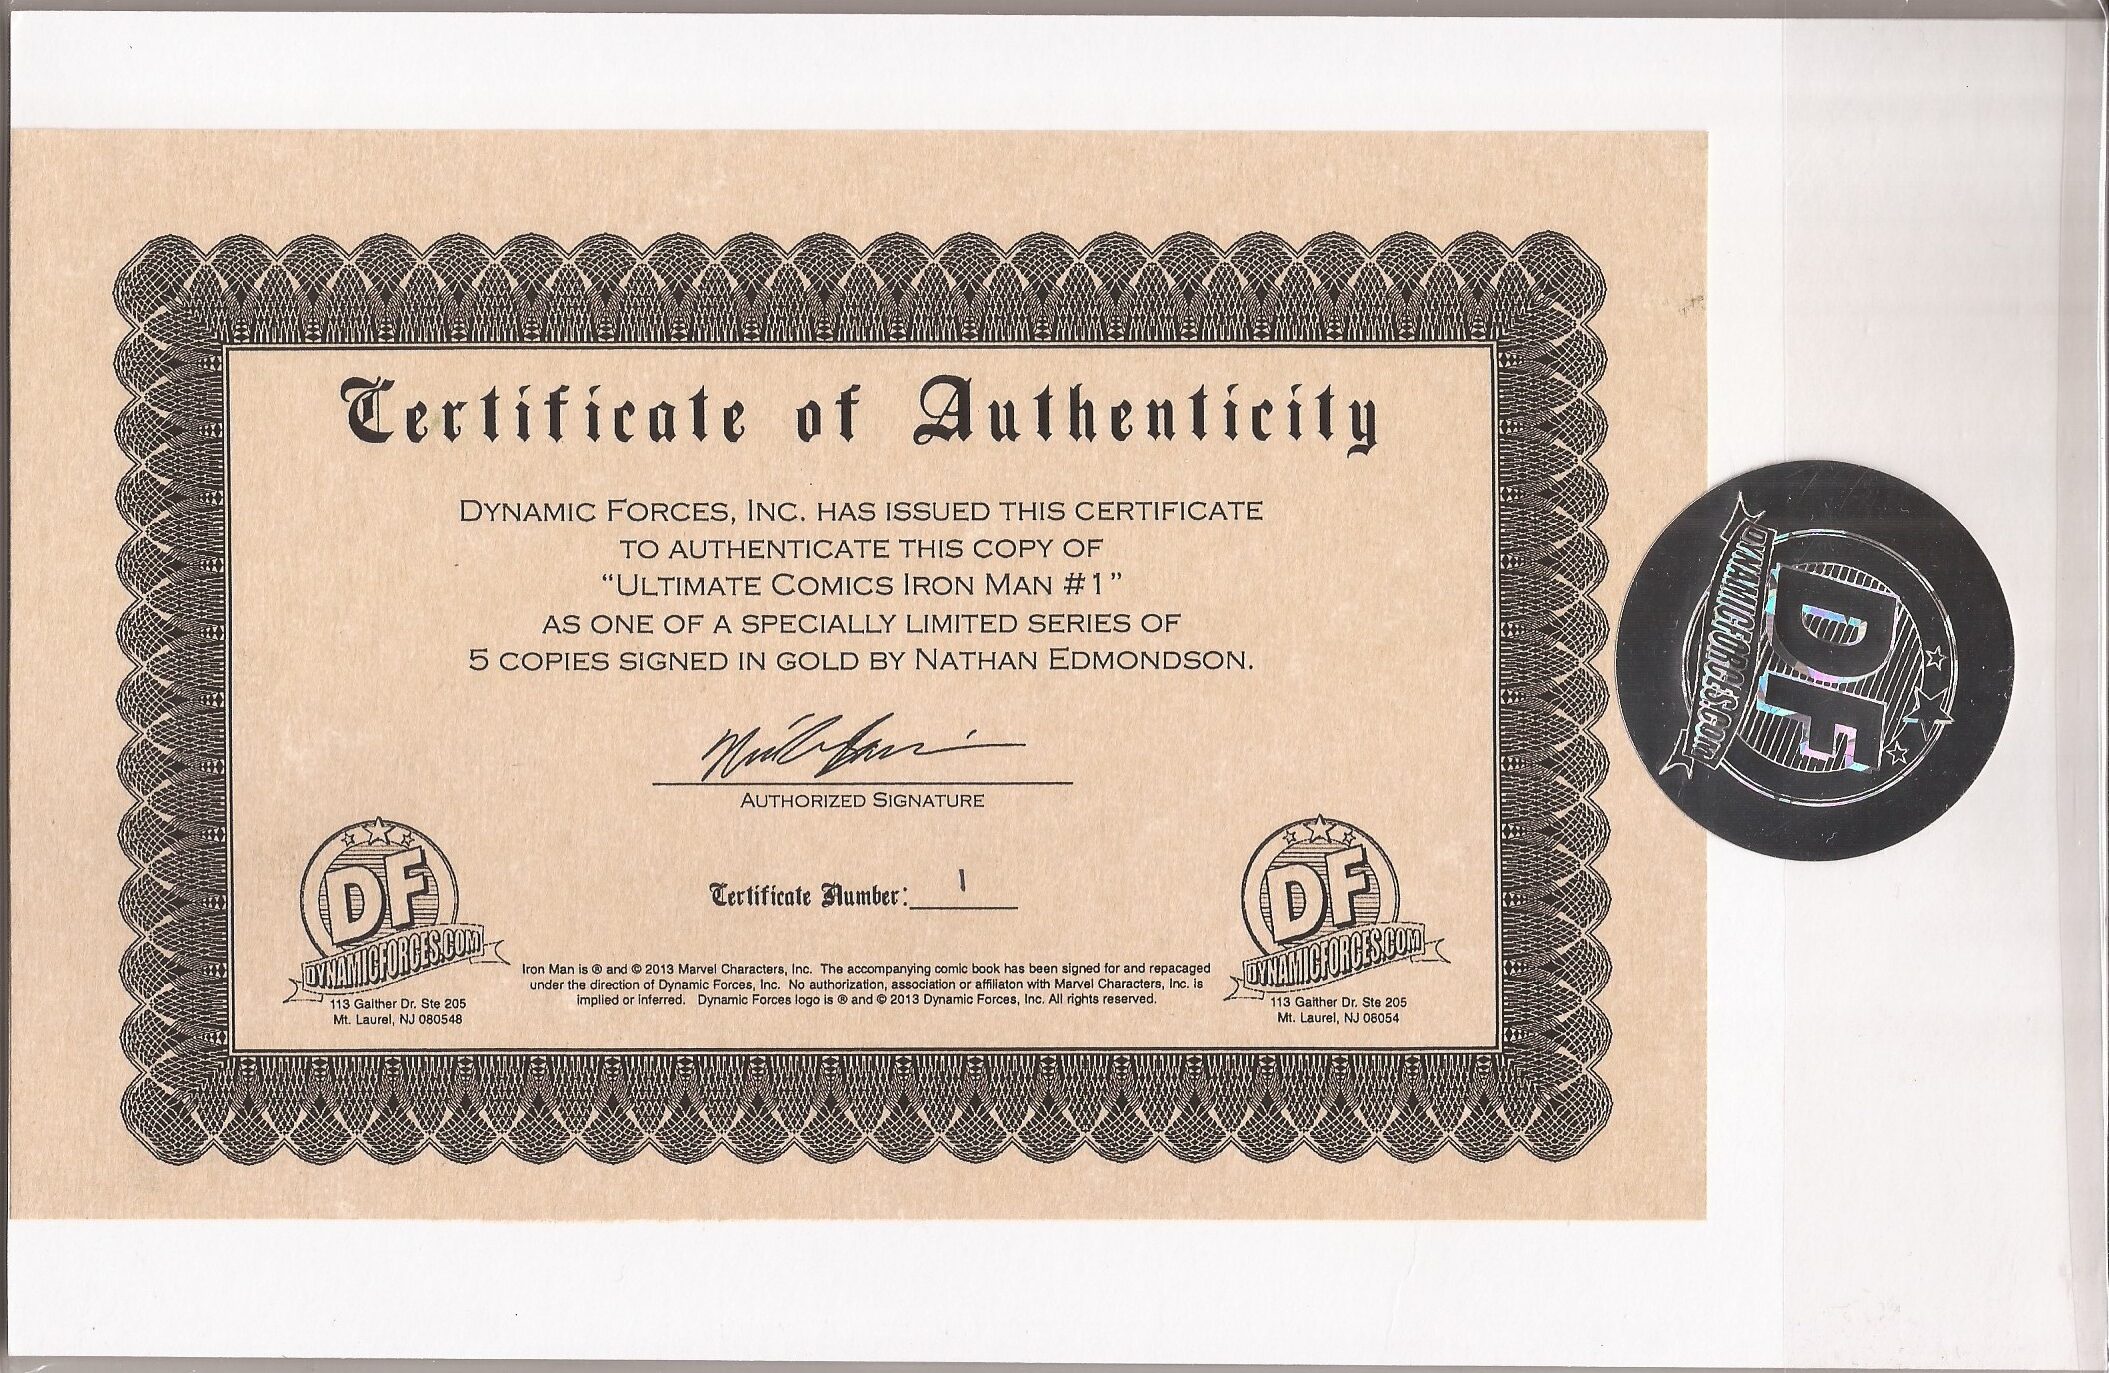 Certificate of Authenticity
DYNAMIC FORCES, INC. HAS ISSUED THIS CERTIFICATE
TO AUTHENTICATE THIS COPY OF
“ULTIMATE COMICS IRON MAN #1”
AS ONE OF A SPECIALLY LIMITED SERIES OF
5 COPIES SIGNED IN GOLD BY NATHAN EDMONDSON.
AUTHORIZED SIGNATURE
Certificate Number: 1
DF
DYNAMICFORCES.COM
113 Gaither Dr. Ste 205
Mt. Laurel, NJ 080548
Iron Man is ® and © 2013 Marvel Characters, Inc. The accompanying comic book has been signed for and repacaged
under the direction of Dynamic Forces, Inc. No authorization, association or affiliaton with Marvel Characters, Inc. is
implied or inferred. Dynamic Forces logo is ® and © 2013 Dynamic Forces, Inc. All rights reserved.
DF
DYNAMICFORCES.COM
113 Gaither Dr. Ste 205
Mt. Laurel, NJ 08054
DF
DYNAMICFORCES.COM